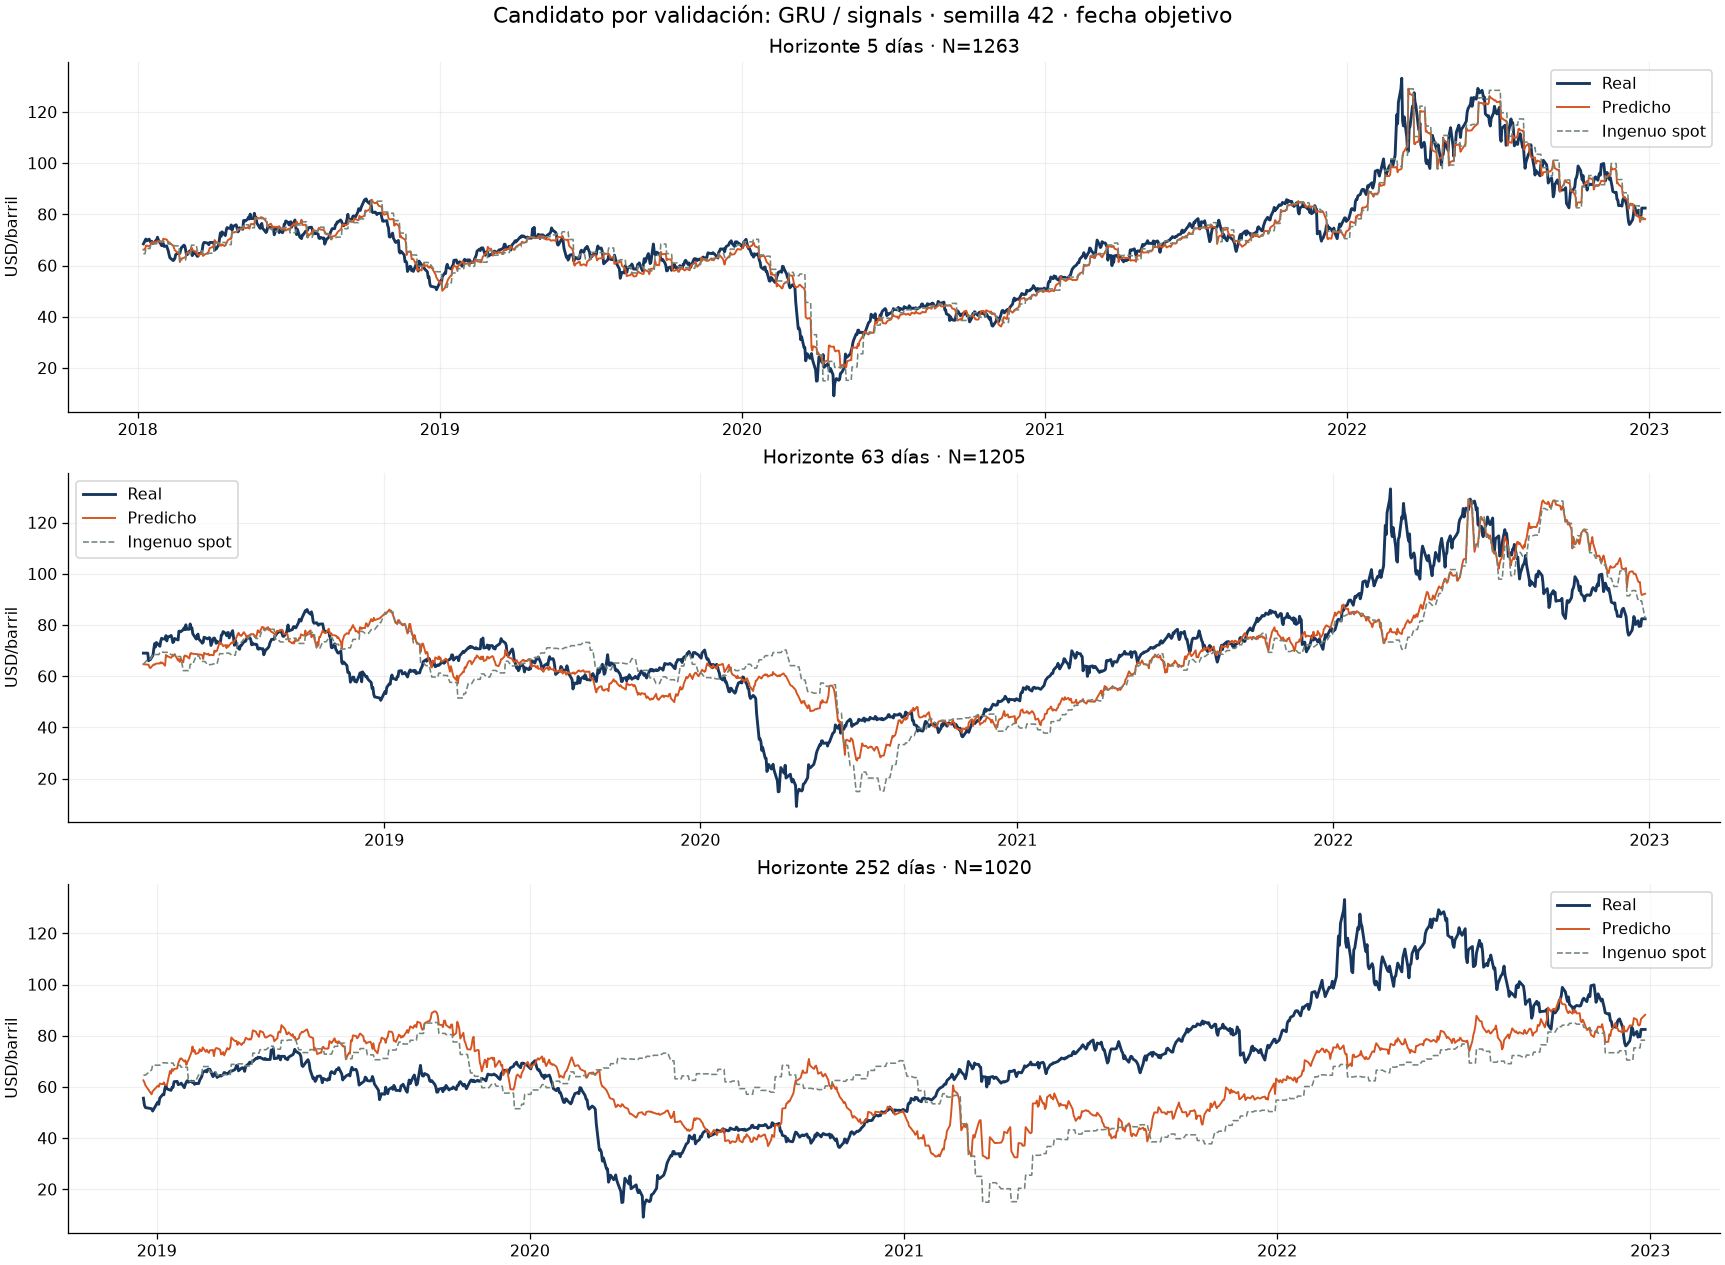 Candidato por validación: GRU / signals · semilla 42 · fecha objetivo
Horizonte 5 días · N=1263
USD/barril
120
100
80
60
40
20
Real
Predicho
Ingenuo spot
2018
2019
2020
2021
2022
2023
Horizonte 63 días · N=1205
USD/barril
120
100
80
60
40
20
Real
Predicho
Ingenuo spot
2019
2020
2021
2022
2023
Horizonte 252 días · N=1020
USD/barril
120
100
80
60
40
20
Real
Predicho
Ingenuo spot
2019
2020
2021
2022
2023